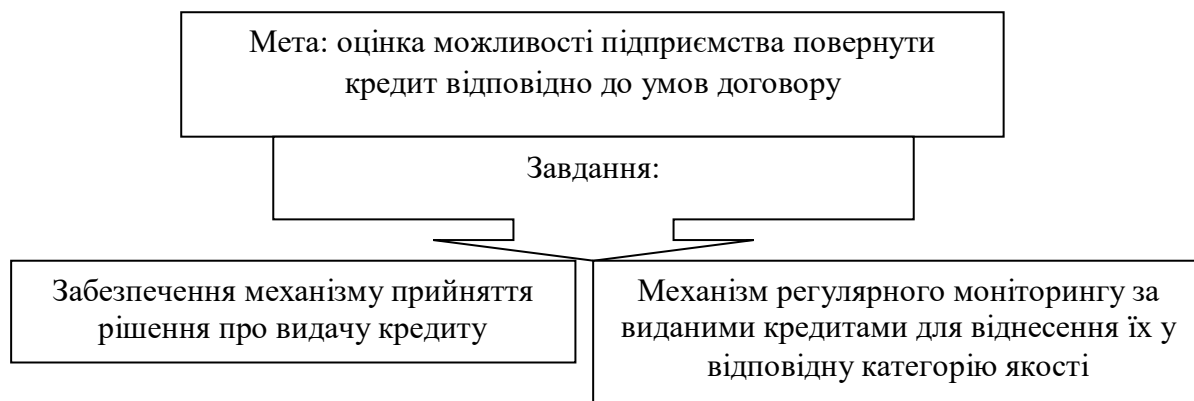 Мета: оцінка можливості підприємства повернути
кредит відповідно до умов договору
Завдання:
Забезпечення механізму прийняття
рішення про видачу кредиту
Механізм регулярного моніторингу за
виданими кредитами для віднесення їх у
відповідну категорію якості